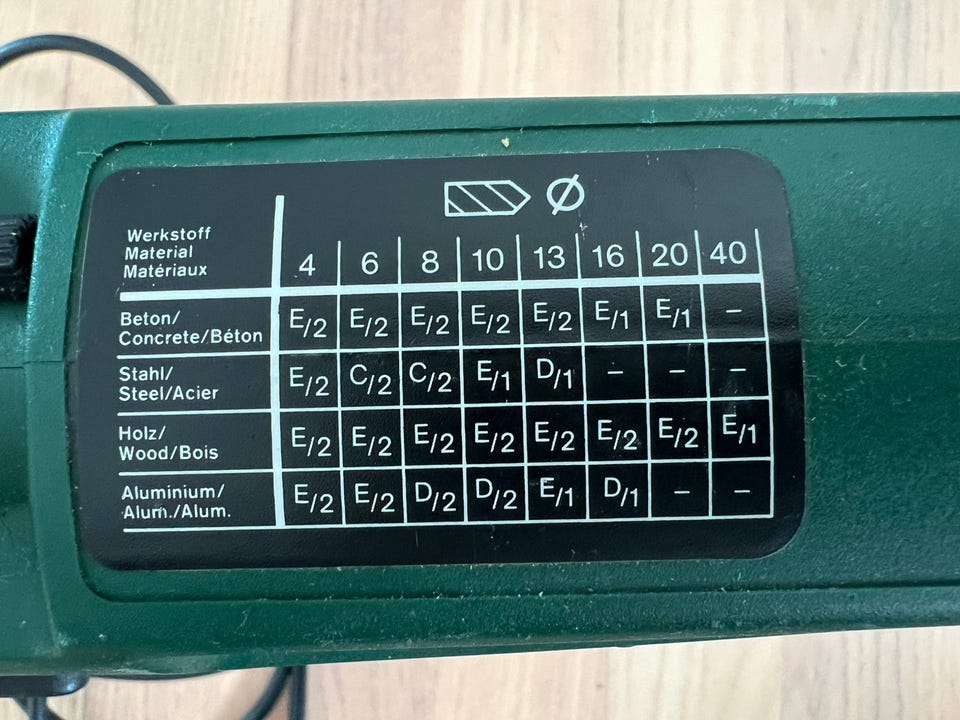 Werkstoff
Material
Matériaux
Ø
4 6 8 10 13 16 20 40
Beton/
Concrete/Béton
E/2 E/2 E/2 E/2 E/2 E/1 E/1 –
Stahl/
Steel/Acier
E/2 C/2 C/2 E/1 D/1 – – –
Holz/
Wood/Bois
E/2 E/2 E/2 E/2 E/2 E/2 E/2 E/1
Aluminium/
Alum./Alum.
E/2 E/2 D/2 D/2 E/1 D/1 – –